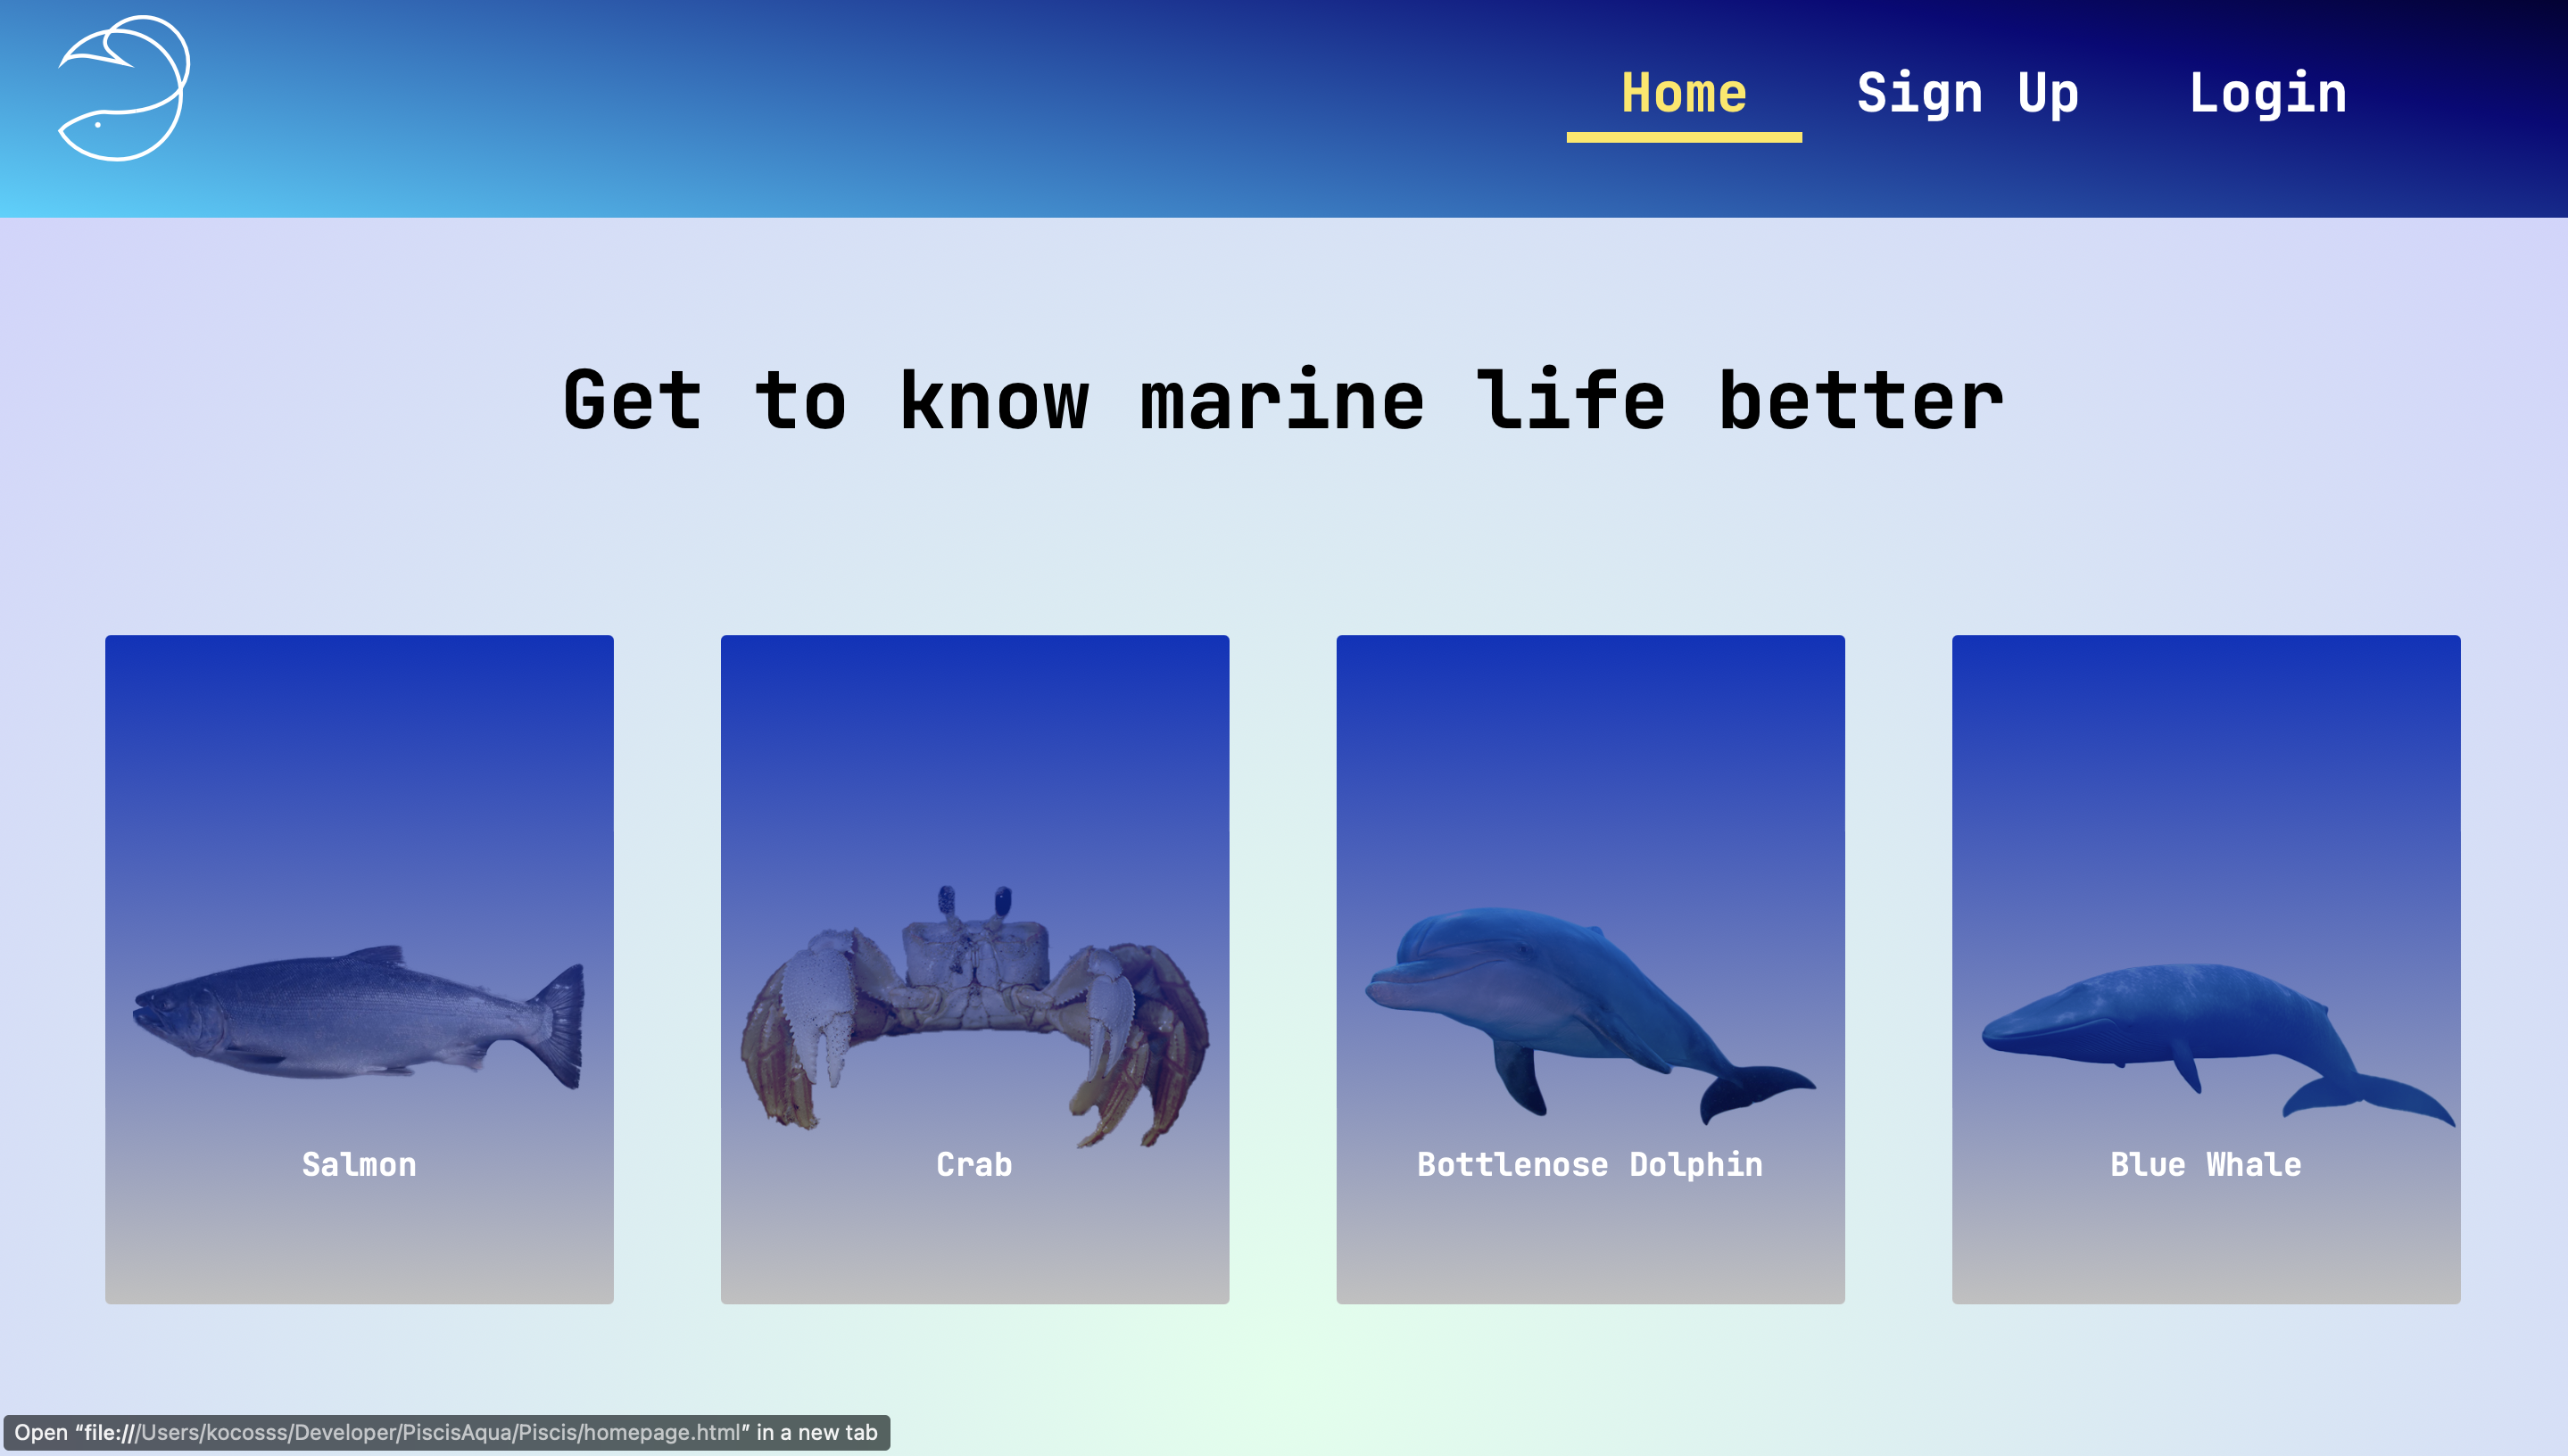 Home Sign Up Login
Get to know marine life better
Salmon Crab Bottlenose Dolphin Blue Whale
Open “file:///Users/kocosss/Developer/PiscisAqua/Piscis/homepage.html” in a new tab